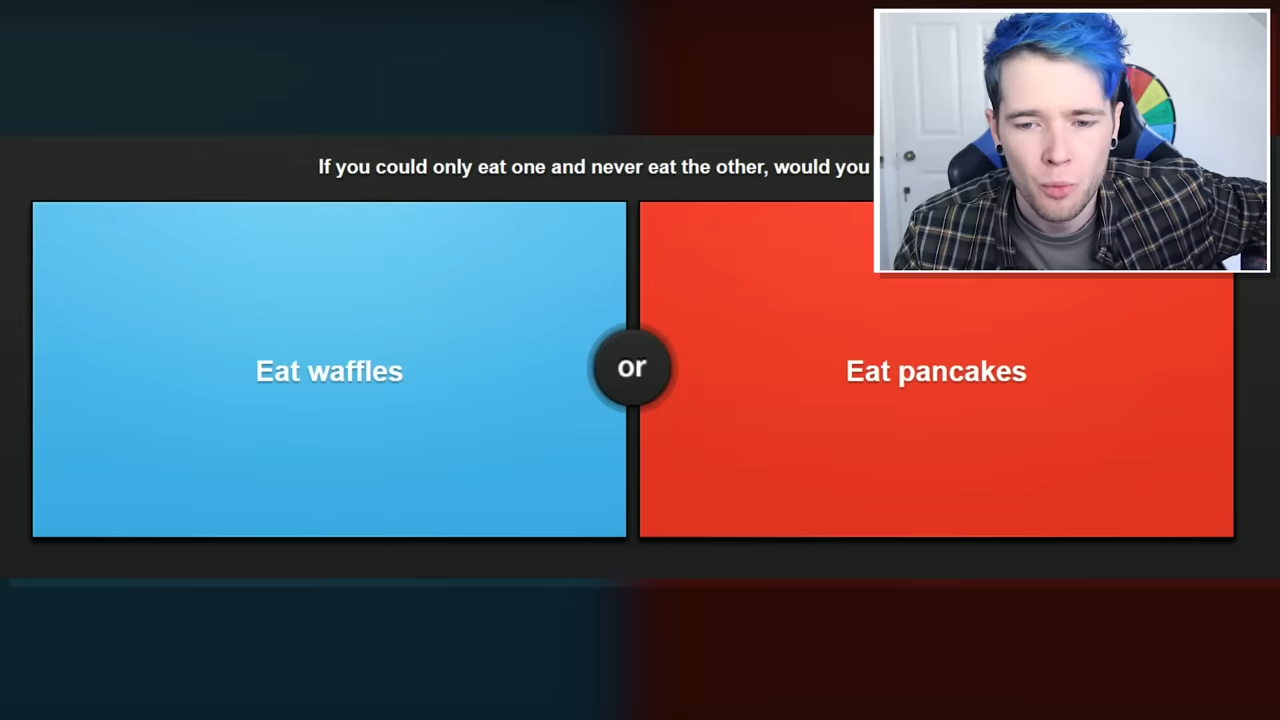 If you could only eat one and never eat the other, would you
Eat waffles
or
Eat pancakes